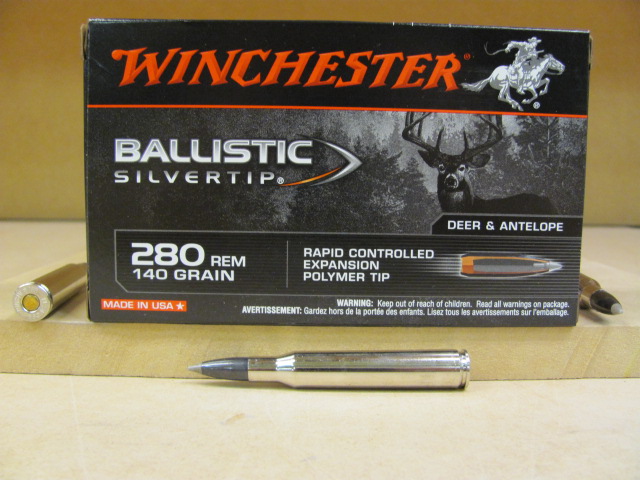 WINCHESTER®
®
BALLISTIC
SILVERTIP®
DEER & ANTELOPE
280 REM
140 GRAIN
RAPID CONTROLLED
EXPANSION
POLYMER TIP
MADE IN USA★
WARNING: Keep out of reach of children. Read all warnings on package.
AVERTISSEMENT: Gardez hors de la portée des enfants. Lisez tous les avertissements sur l'emballage.